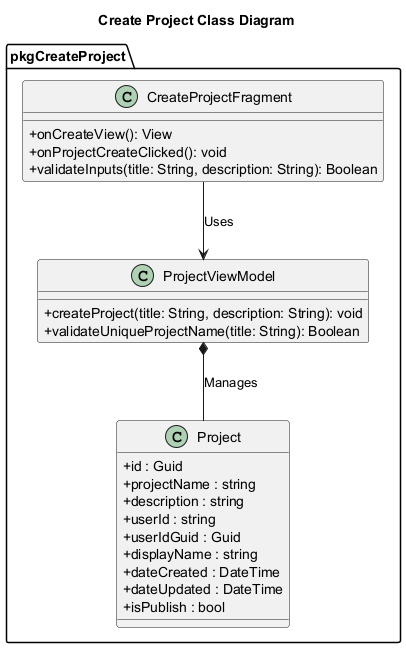 Create Project Class Diagram
pkgCreateProject
C CreateProjectFragment
+onCreateView(): View
+onProjectCreateClicked(): void
+validateInputs(title: String, description: String): Boolean
Uses
C ProjectViewModel
+createProject(title: String, description: String): void
+validateUniqueProjectName(title: String): Boolean
Manages
C Project
+id : Guid
+projectName : string
+description : string
+userId : string
+userIdGuid : Guid
+displayName : string
+dateCreated : DateTime
+dateUpdated : DateTime
+isPublish : bool